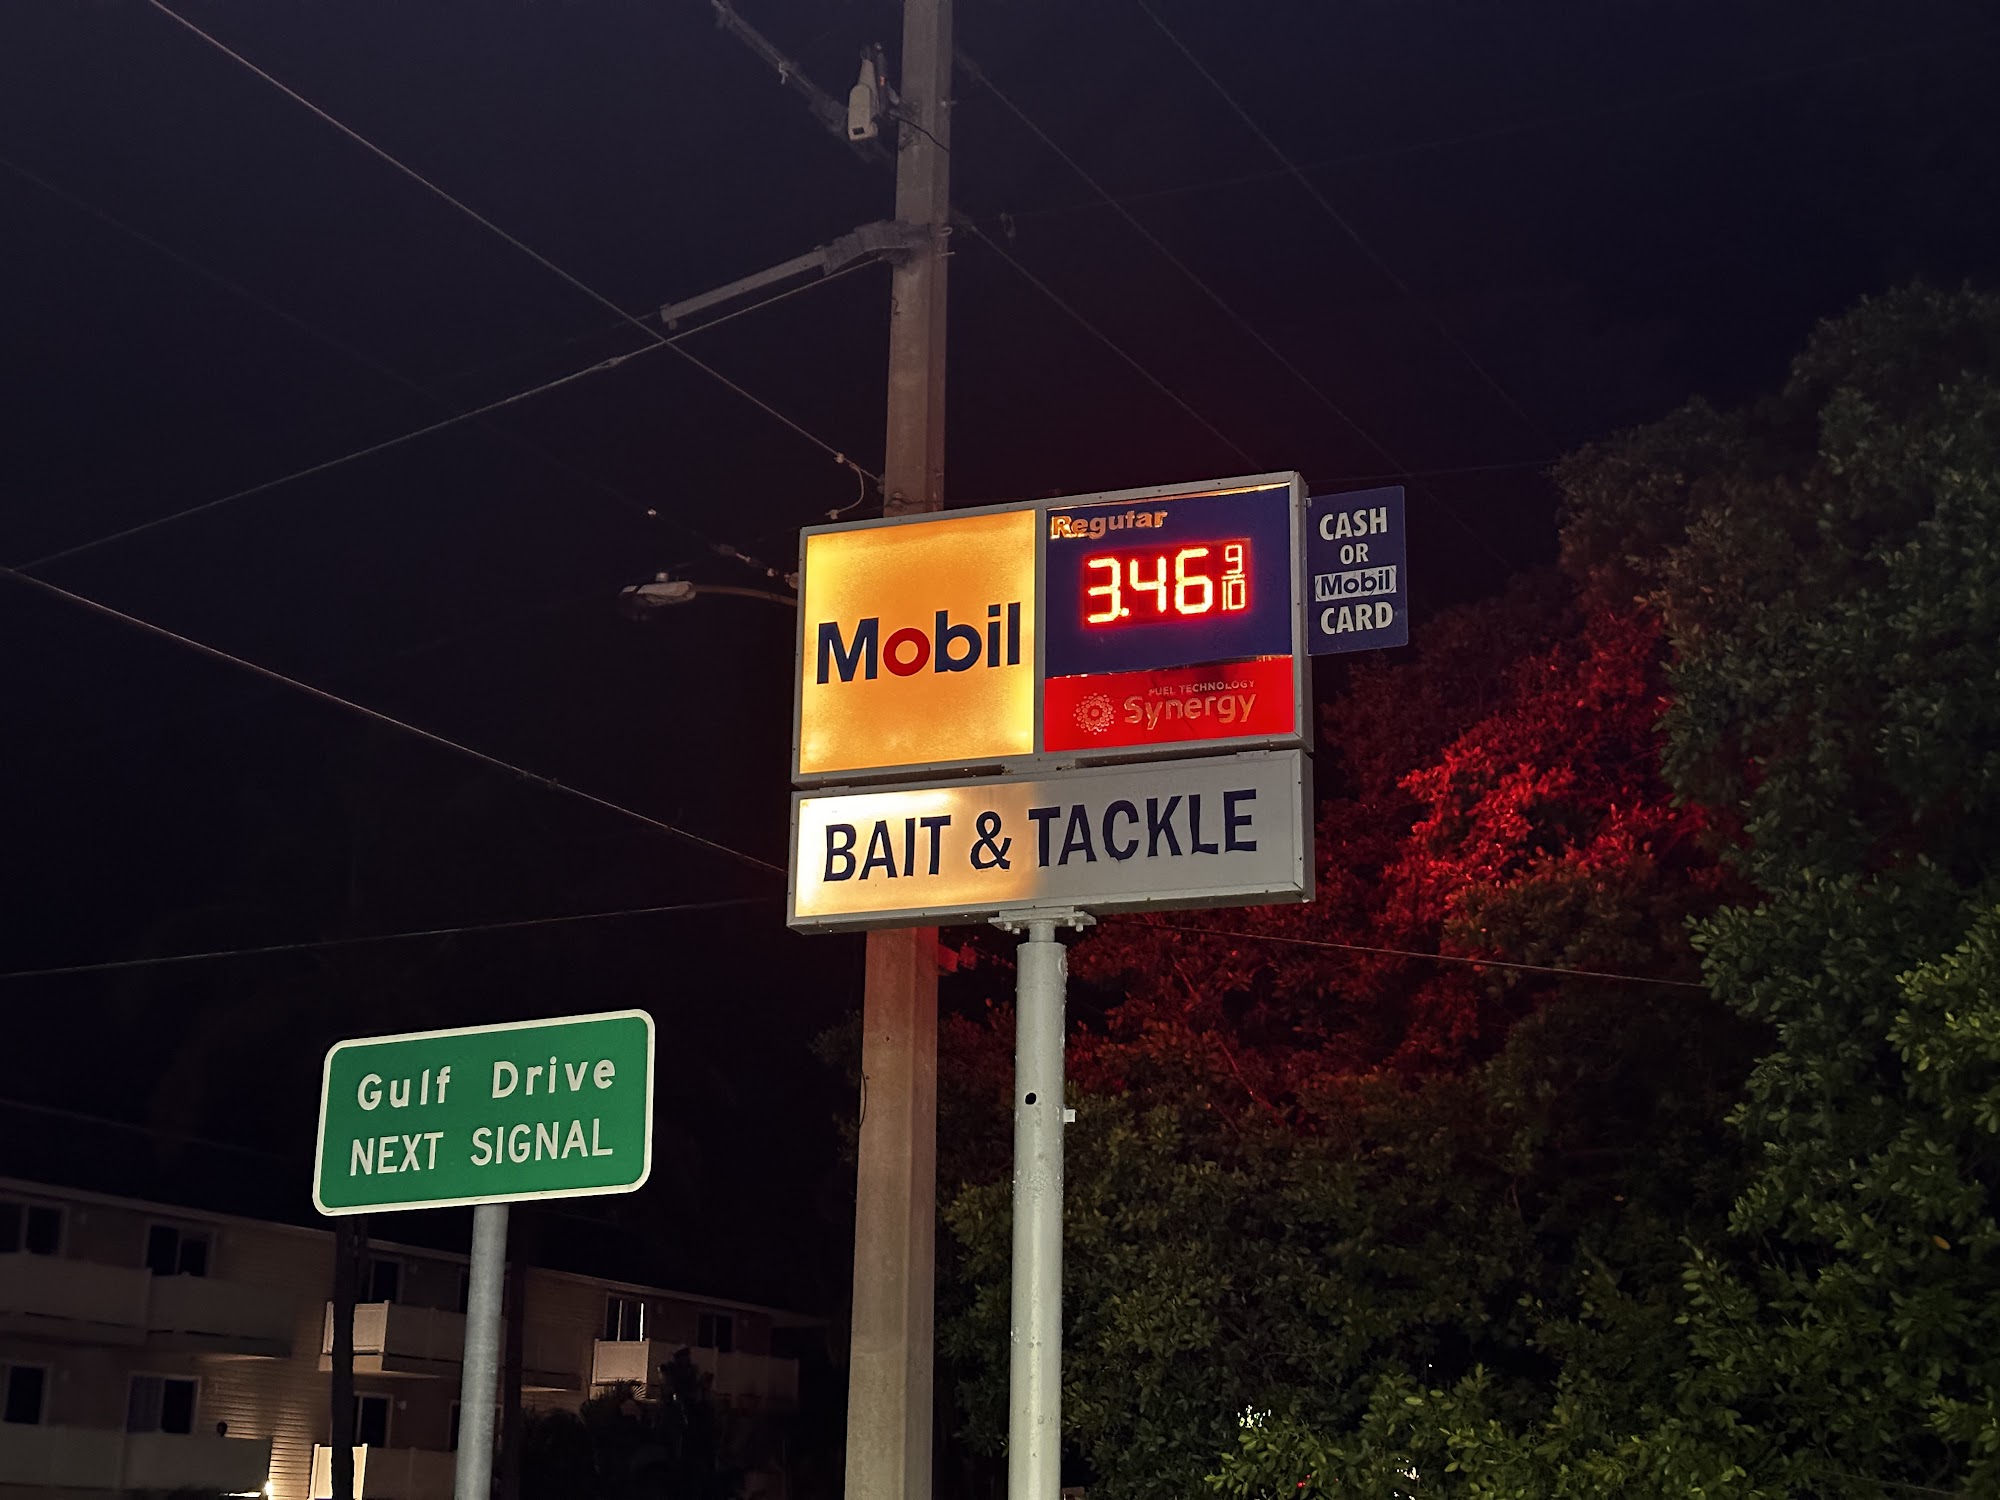 Mobil
Regular
3.46 9/10
CASH
OR
Mobil
CARD
FUEL TECHNOLOGY
Synergy
BAIT & TACKLE
Gulf Drive
NEXT SIGNAL